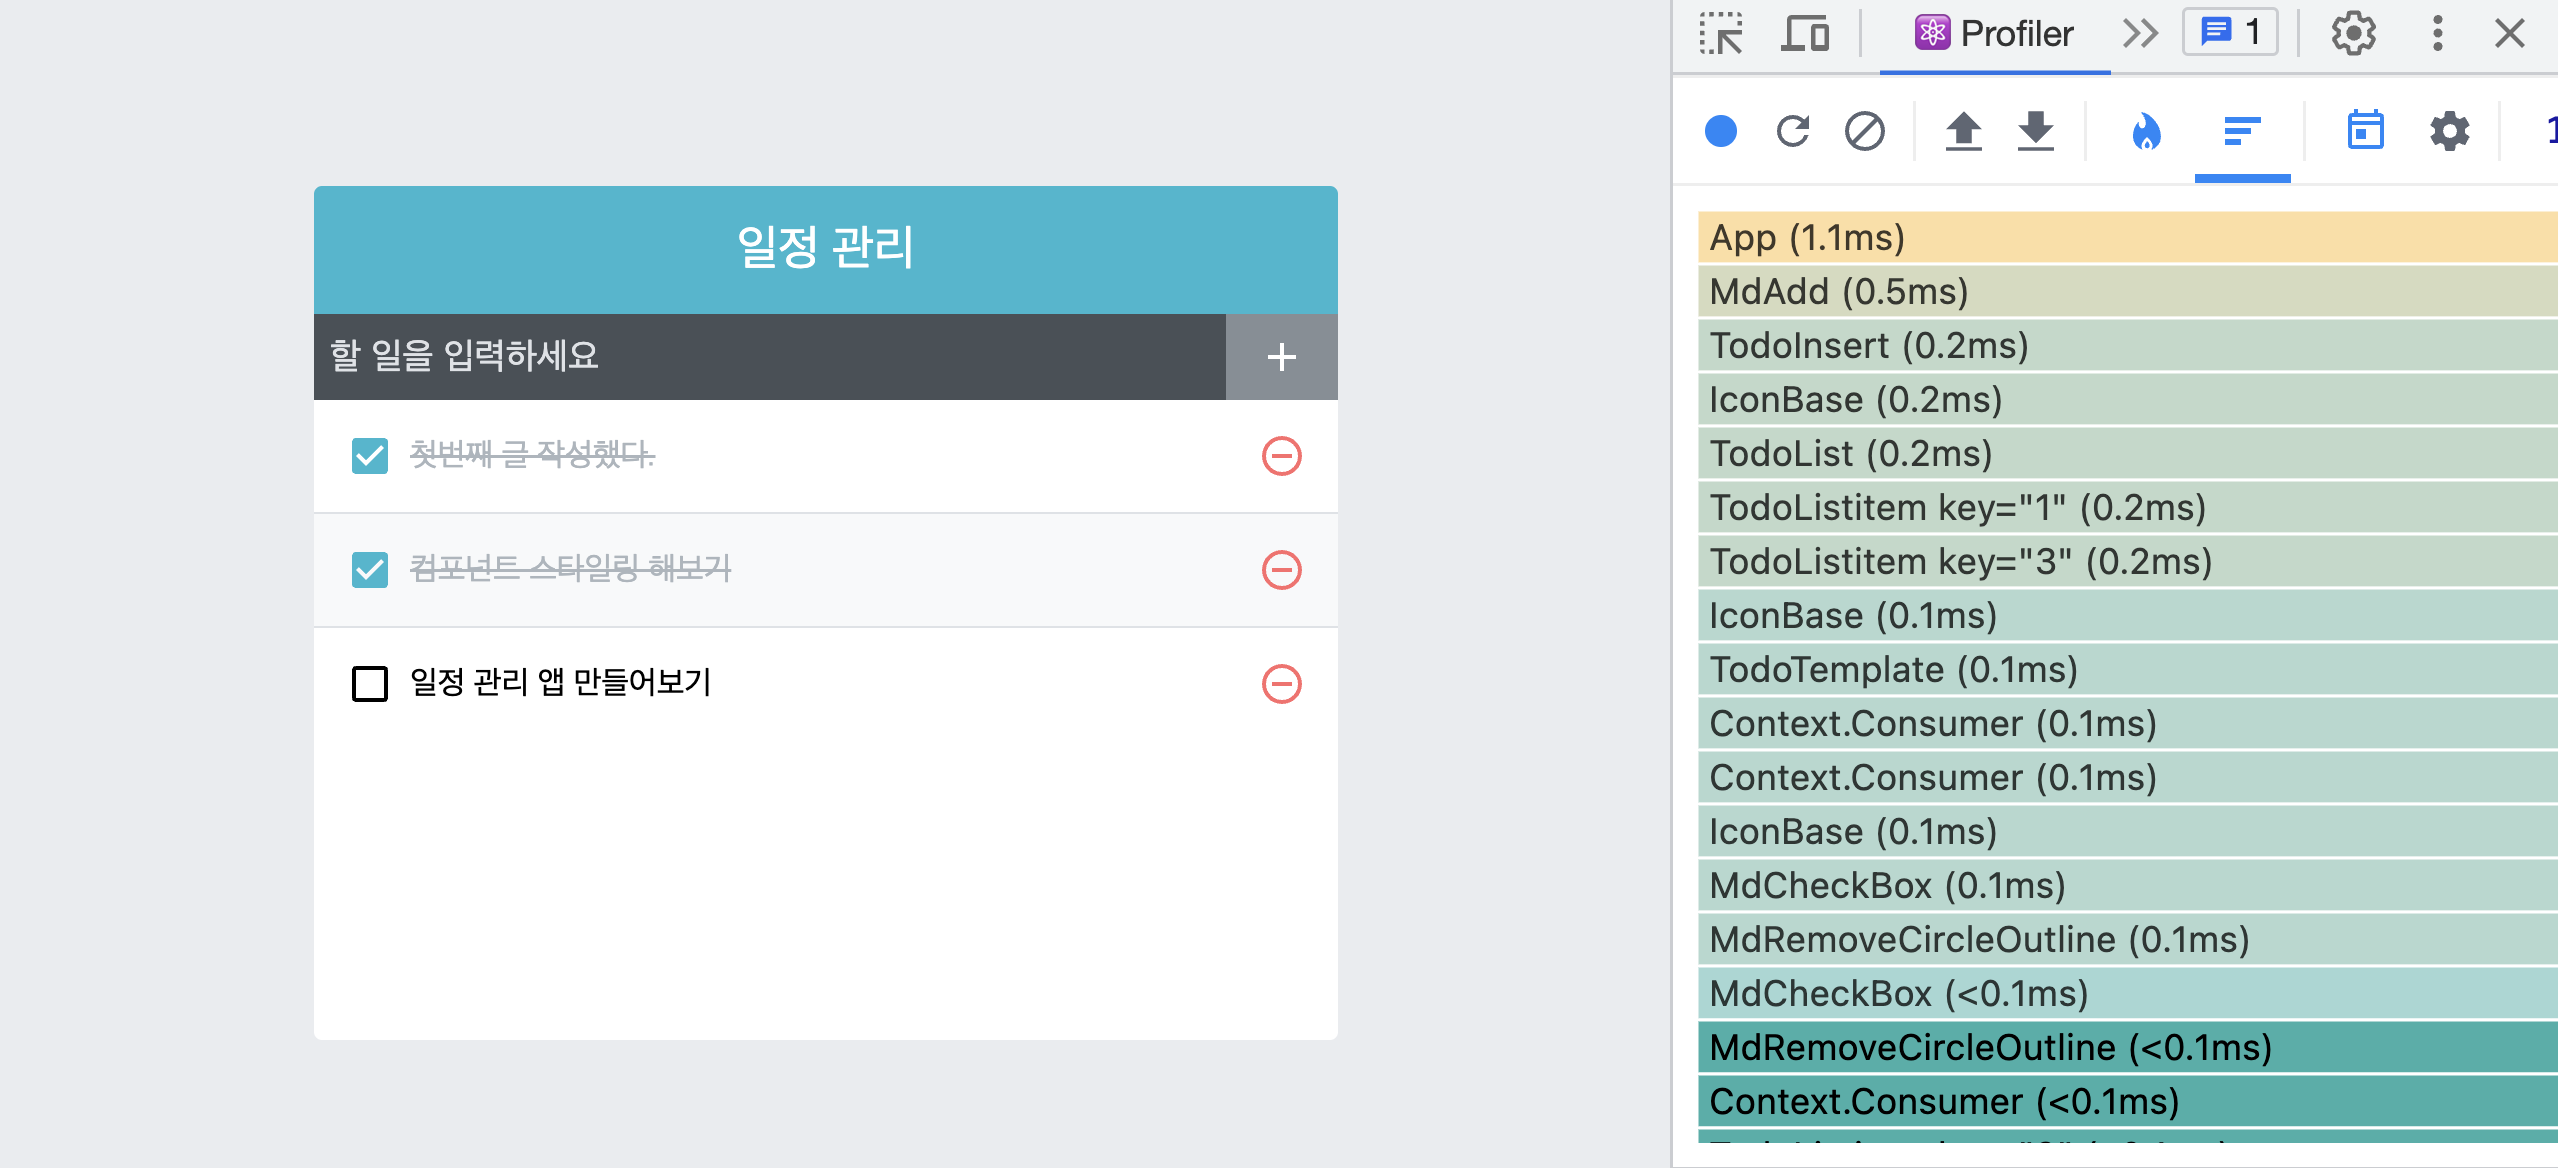 일정 관리
할 일을 입력하세요
첫번째 글 작성했다.
컴포넌트 스타일링 해보기
일정 관리 앱 만들어보기
Profiler
1
App (1.1ms)
MdAdd (0.5ms)
TodoInsert (0.2ms)
IconBase (0.2ms)
TodoList (0.2ms)
TodoListitem key="1" (0.2ms)
TodoListitem key="3" (0.2ms)
IconBase (0.1ms)
TodoTemplate (0.1ms)
Context.Consumer (0.1ms)
Context.Consumer (0.1ms)
IconBase (0.1ms)
MdCheckBox (0.1ms)
MdRemoveCircleOutline (0.1ms)
MdCheckBox (<0.1ms)
MdRemoveCircleOutline (<0.1ms)
Context.Consumer (<0.1ms)